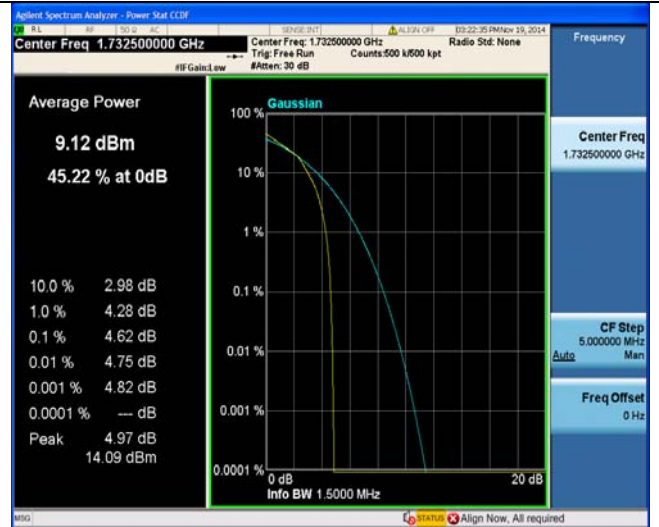 Agilent Spectrum Analyzer - Power Stat CCDF
RL RF 50 Ω AC SENSE:INT ALIGN OFF 03:22:35 PM Nov 19, 2014
Center Freq 1.732500000 GHz
Center Freq: 1.732500000 GHz Radio Std: None
Trig: Free Run Counts:500 k/500 kpt
#IFGain:Low #Atten: 30 dB
Frequency
Average Power
9.12 dBm
45.22 % at 0dB
10.0 % 2.98 dB
1.0 % 4.28 dB
0.1 % 4.62 dB
0.01 % 4.75 dB
0.001 % 4.82 dB
0.0001 % --- dB
Peak 4.97 dB
14.09 dBm
Gaussian
100 %
10 %
1 %
0.1 %
0.01 %
0.001 %
0.0001 %
0 dB 20 dB
Info BW 1.5000 MHz
Center Freq
1.732500000 GHz
CF Step
5.000000 MHz
Auto Man
Freq Offset
0 Hz
MSG STATUS Align Now, All required